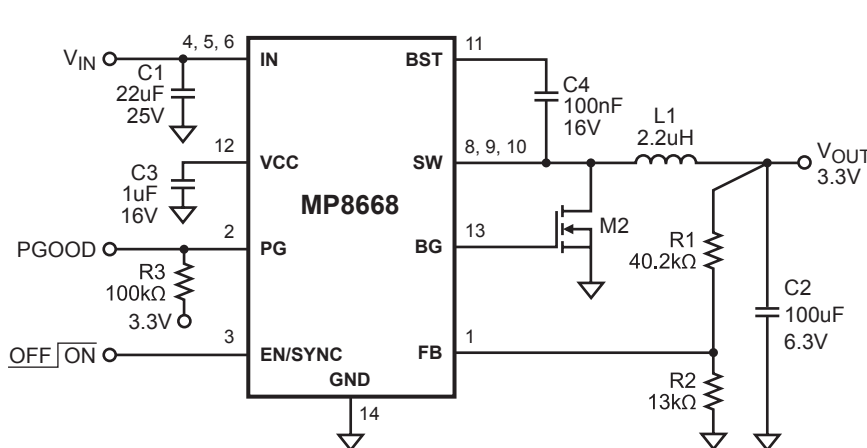 VIN
4, 5, 6
IN
C1
22uF
25V
12
VCC
C3
1uF
16V
PGOOD
2
PG
R3
100kΩ
3.3V
OFF ON
3
EN/SYNC
GND
14
MP8668
BST
11
C4
100nF
16V
SW
8, 9, 10
L1
2.2uH
VOUT
3.3V
BG
13
M2
R1
40.2kΩ
C2
100uF
6.3V
FB
1
R2
13kΩ